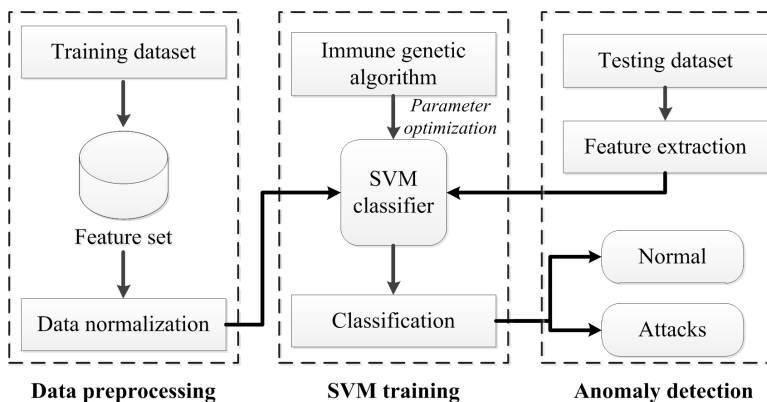 Training dataset
Feature set
Data normalization
Data preprocessing
Immune genetic
algorithm
Parameter
optimization
SVM
classifier
Classification
SVM training
Testing dataset
Feature extraction
Normal
Attacks
Anomaly detection